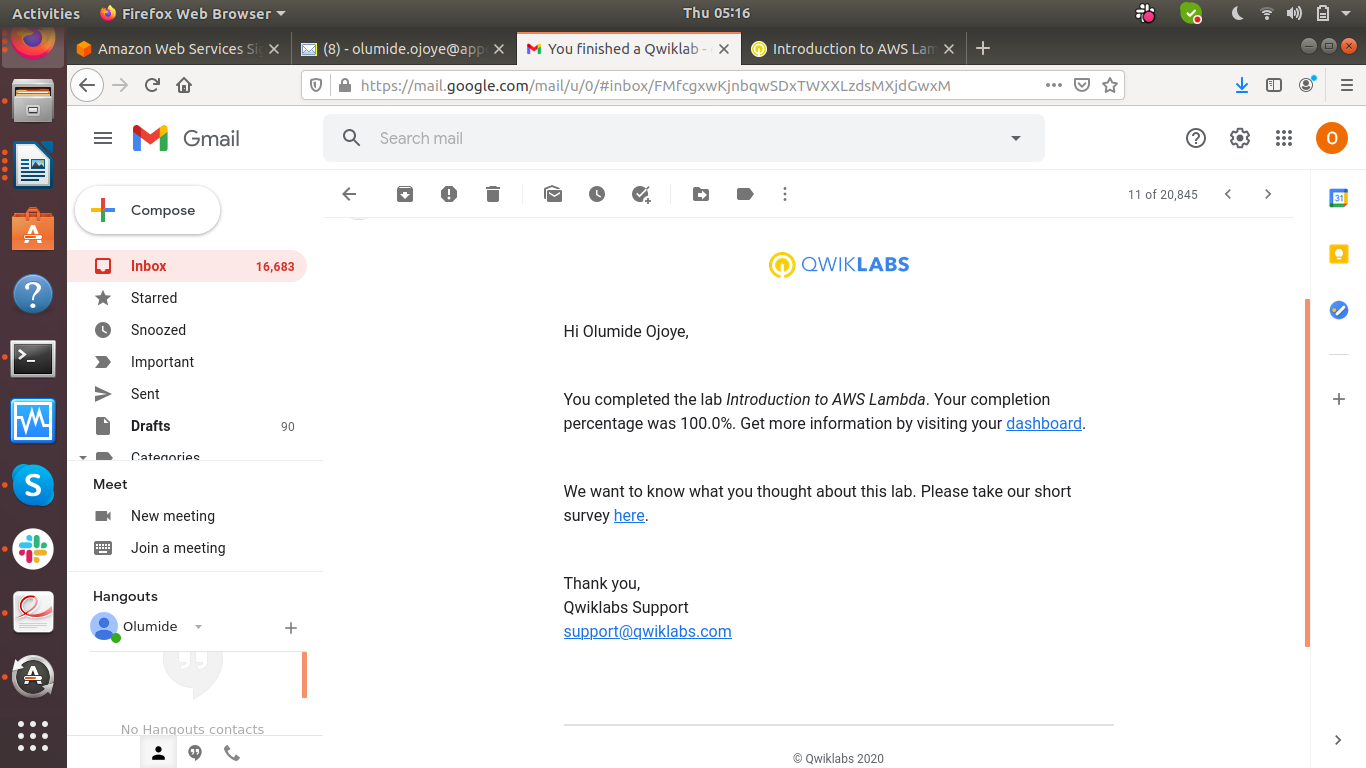 Activities
Firefox Web Browser
Thu 05:16
Amazon Web Services Si
(8) - olumide.ojoye@app
You finished a Qwiklab -
Introduction to AWS Lam
https://mail.google.com/mail/u/0/#inbox/FMfcgxwKjnbqwSDxTWXXLzdsMXjdGwxM
Gmail
Search mail
O
Compose
11 of 20,845
31
Inbox 16,683
Starred
Snoozed
Important
Sent
Drafts 90
Categories
Meet
New meeting
Join a meeting
Hangouts
Olumide
No Hangouts contacts
QWIKLABS
Hi Olumide Ojoye,
You completed the lab Introduction to AWS Lambda. Your completion
percentage was 100.0%. Get more information by visiting your dashboard.
We want to know what you thought about this lab. Please take our short
survey here.
Thank you,
Qwiklabs Support
support@qwiklabs.com
© Qwiklabs 2020